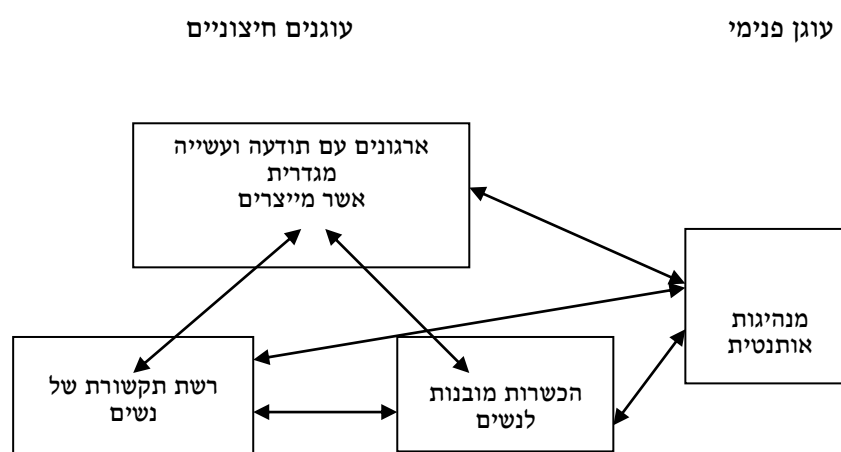 עוגן פנימי
עוגנים חיצוניים
ארגונים עם תודעה ועשייה
מגדרית
אשר מייצרים
מנהיגות
אותנטית
הכשרות מובנות
לנשים
רשת תקשורת של
נשים